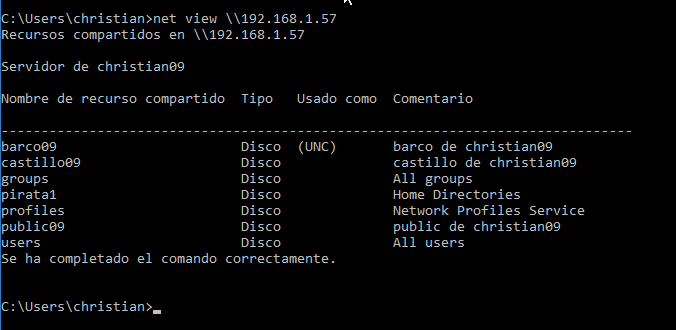 C:\Users\christian>net view \\192.168.1.57
Recursos compartidos en \\192.168.1.57
Servidor de christian09
Nombre de recurso compartido  Tipo   Usado como  Comentario
-------------------------------------------------------------------------------
barco09                       Disco  (UNC)       barco de christian09
castillo09                    Disco              castillo de christian09
groups                        Disco              All groups
pirata1                       Disco              Home Directories
profiles                      Disco              Network Profiles Service
public09                      Disco              public de christian09
users                         Disco              All users
Se ha completado el comando correctamente.
C:\Users\christian>